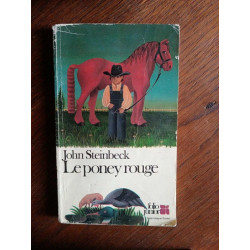 John Steinbeck
Le poney rouge
folio
junior